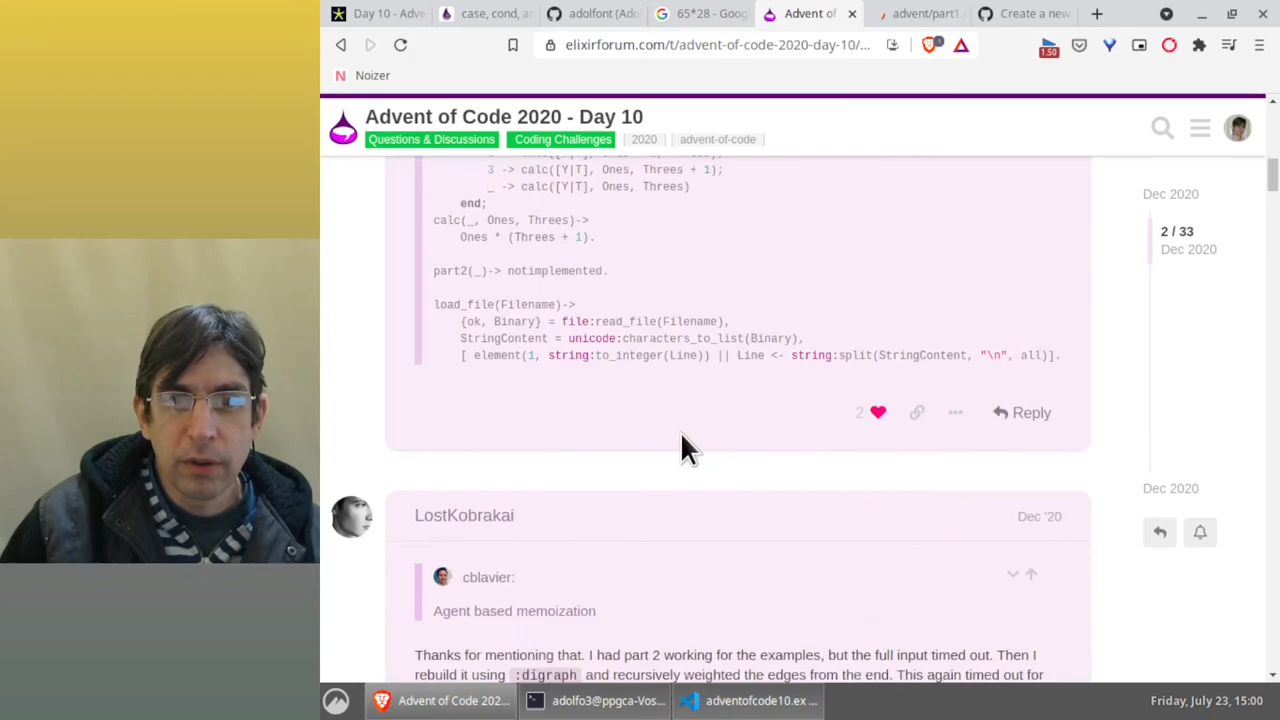 Day 10 - Adve
case, cond, a
adolfont (Ado
65*28 - Goog
Advent of
advent/part1.
Create a new
elixirforum.com/t/advent-of-code-2020-day-10/...
1.50
Noizer
Advent of Code 2020 - Day 10
Questions & Discussions
Coding Challenges
2020
advent-of-code
3 -> calc([Y|T], Ones, Threes + 1);
_ -> calc([Y|T], Ones, Threes)
end;
calc(_, Ones, Threes)->
Ones * (Threes + 1).
part2(_)-> notimplemented.
load_file(Filename)->
{ok, Binary} = file:read_file(Filename),
StringContent = unicode:characters_to_list(Binary),
[ element(1, string:to_integer(Line)) || Line <- string:split(StringContent, "\n", all)].
2
Reply
Dec 2020
2 / 33
Dec 2020
Dec 2020
LostKobrakai
Dec '20
cblavier:
Agent based memoization
Thanks for mentioning that. I had part 2 working for the examples, but the full input timed out. Then I
rebuild it using :digraph and recursively weighted the edges from the end. This again timed out for
Advent of Code 202...
adolfo3@ppgca-Vos...
adventofcode10.ex ...
Friday, July 23, 15:00